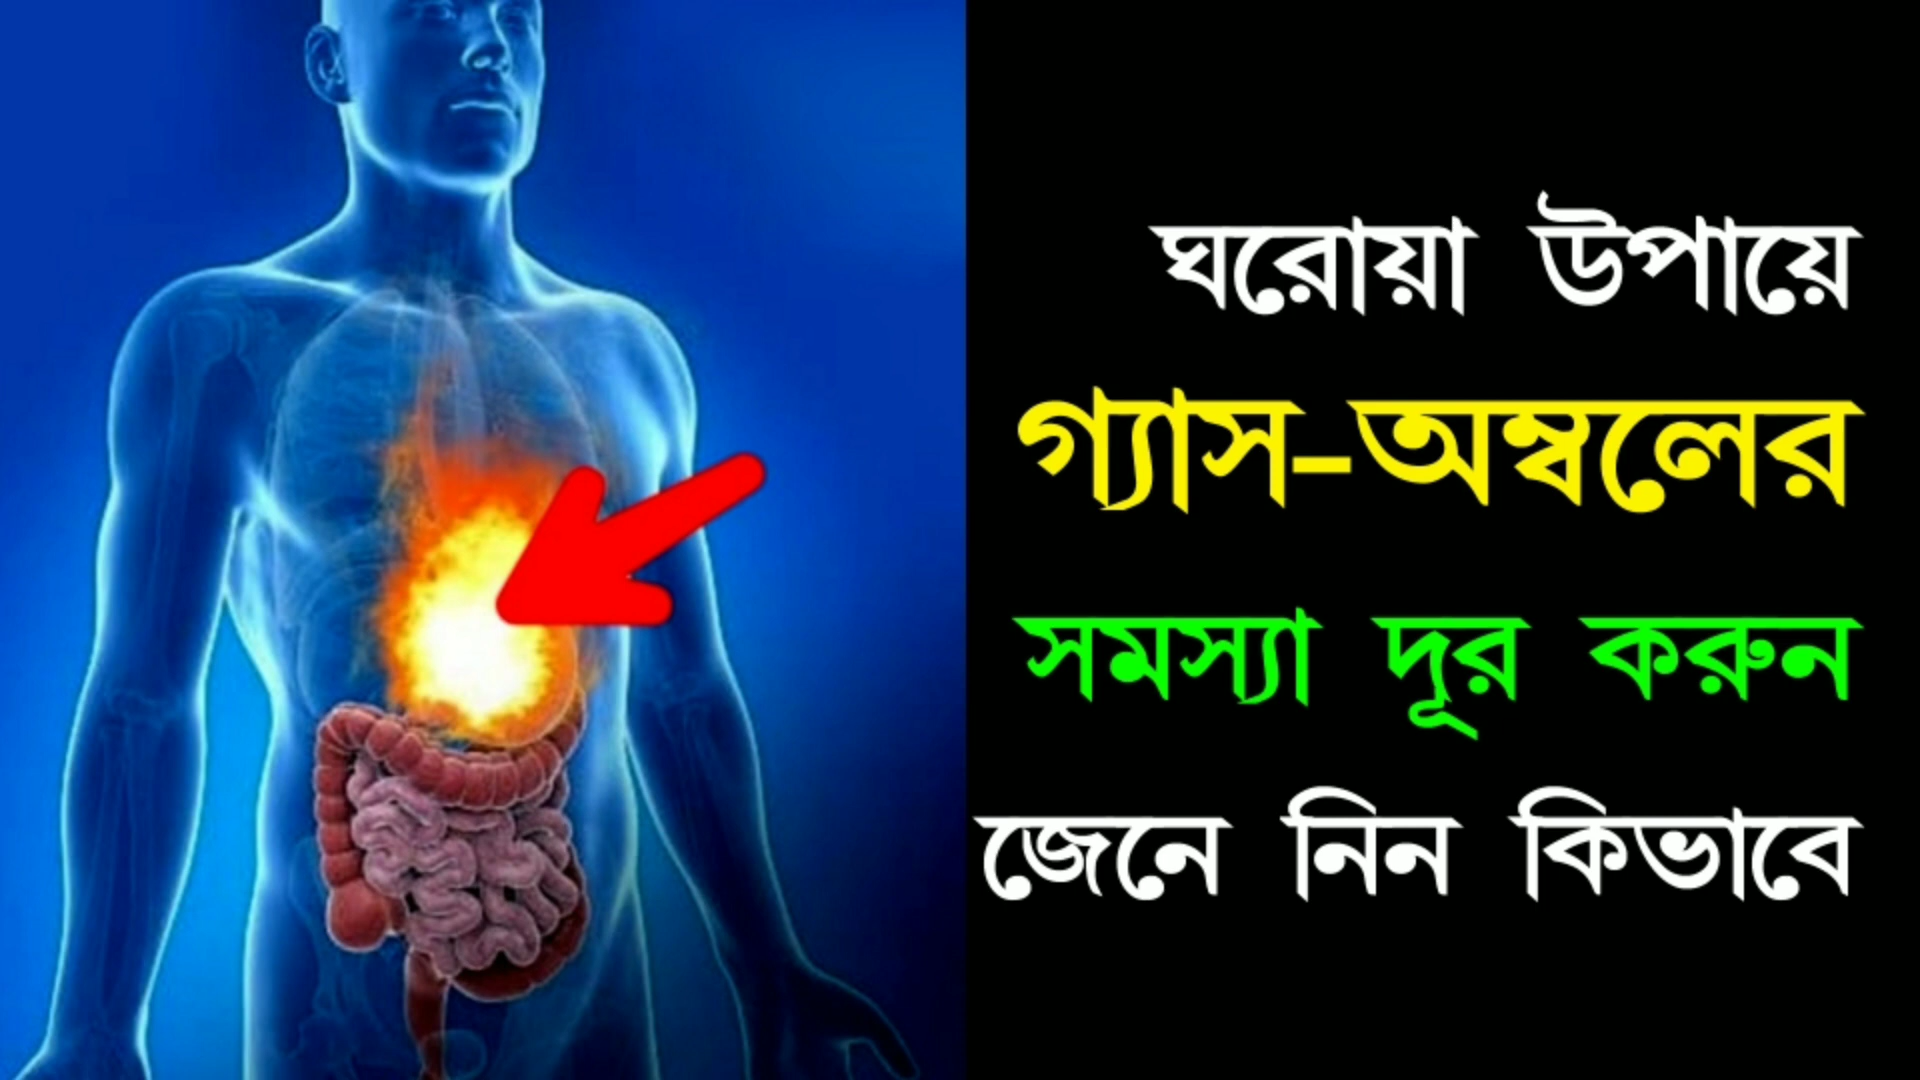 ঘরোয়া উপায়ে
গ্যাস-অম্বলের
সমস্যা দূর করুন
জেনে নিন কিভাবে